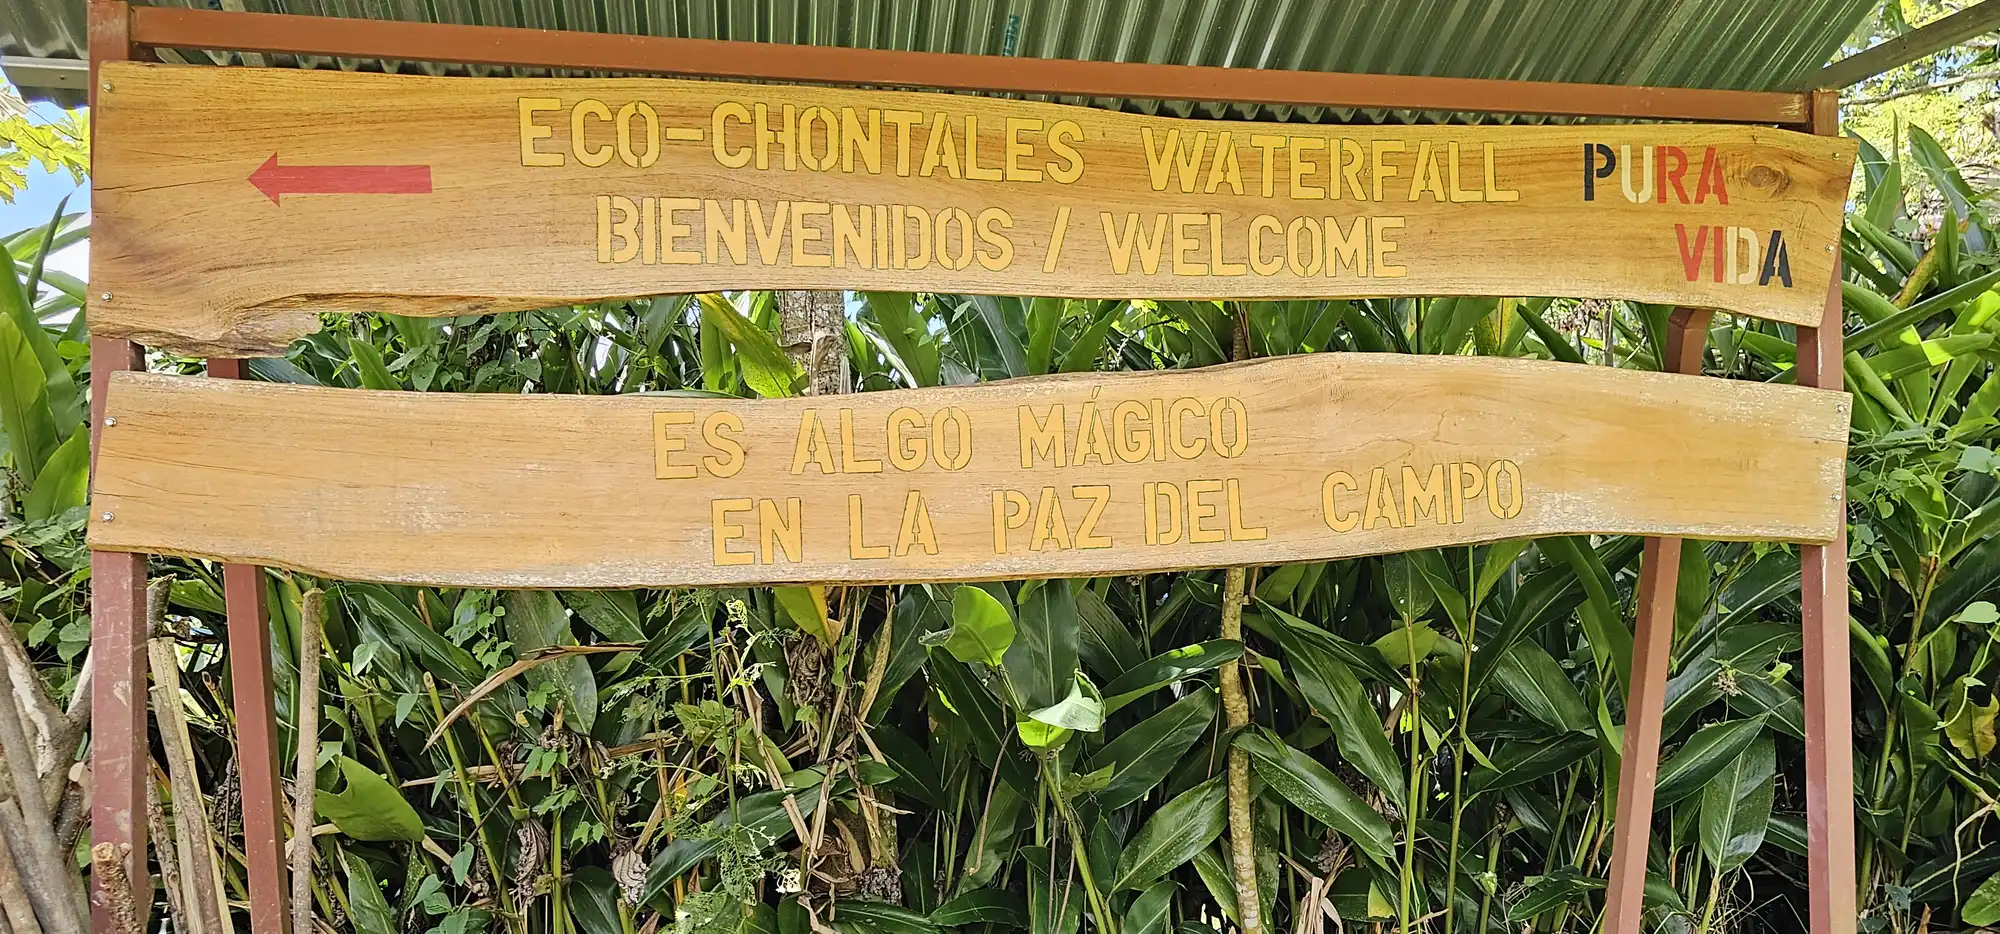 ECO-CHONTALES WATERFALL PURA
VIDA
BIENVENIDOS / WELCOME
ES ALGO MÁGICO
EN LA PAZ DEL CAMPO